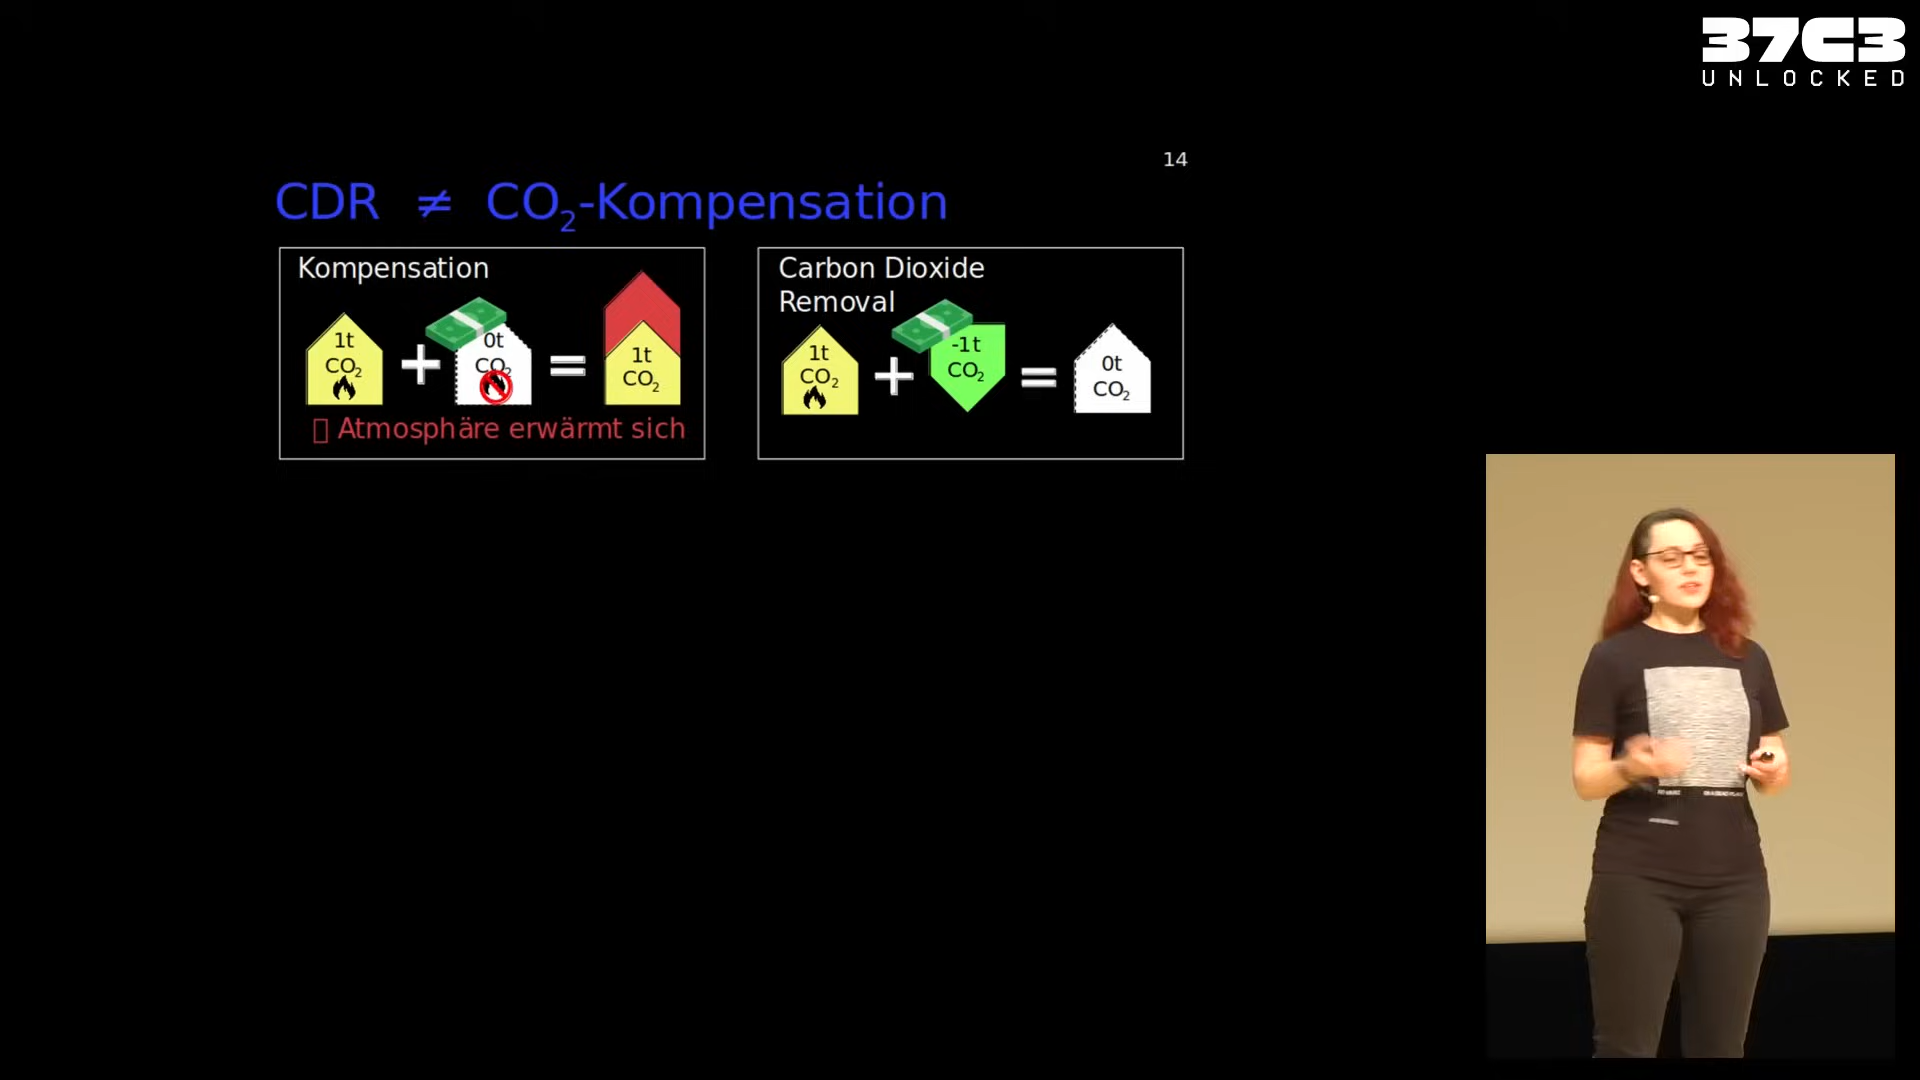 37C3
UNLOCKED
14
CDR ≠ CO₂-Kompensation
Kompensation
1t
CO₂
+
0t
CO₂
=
1t
CO₂
Atmosphäre erwärmt sich
Carbon Dioxide
Removal
1t
CO₂
+
-1t
CO₂
=
0t
CO₂